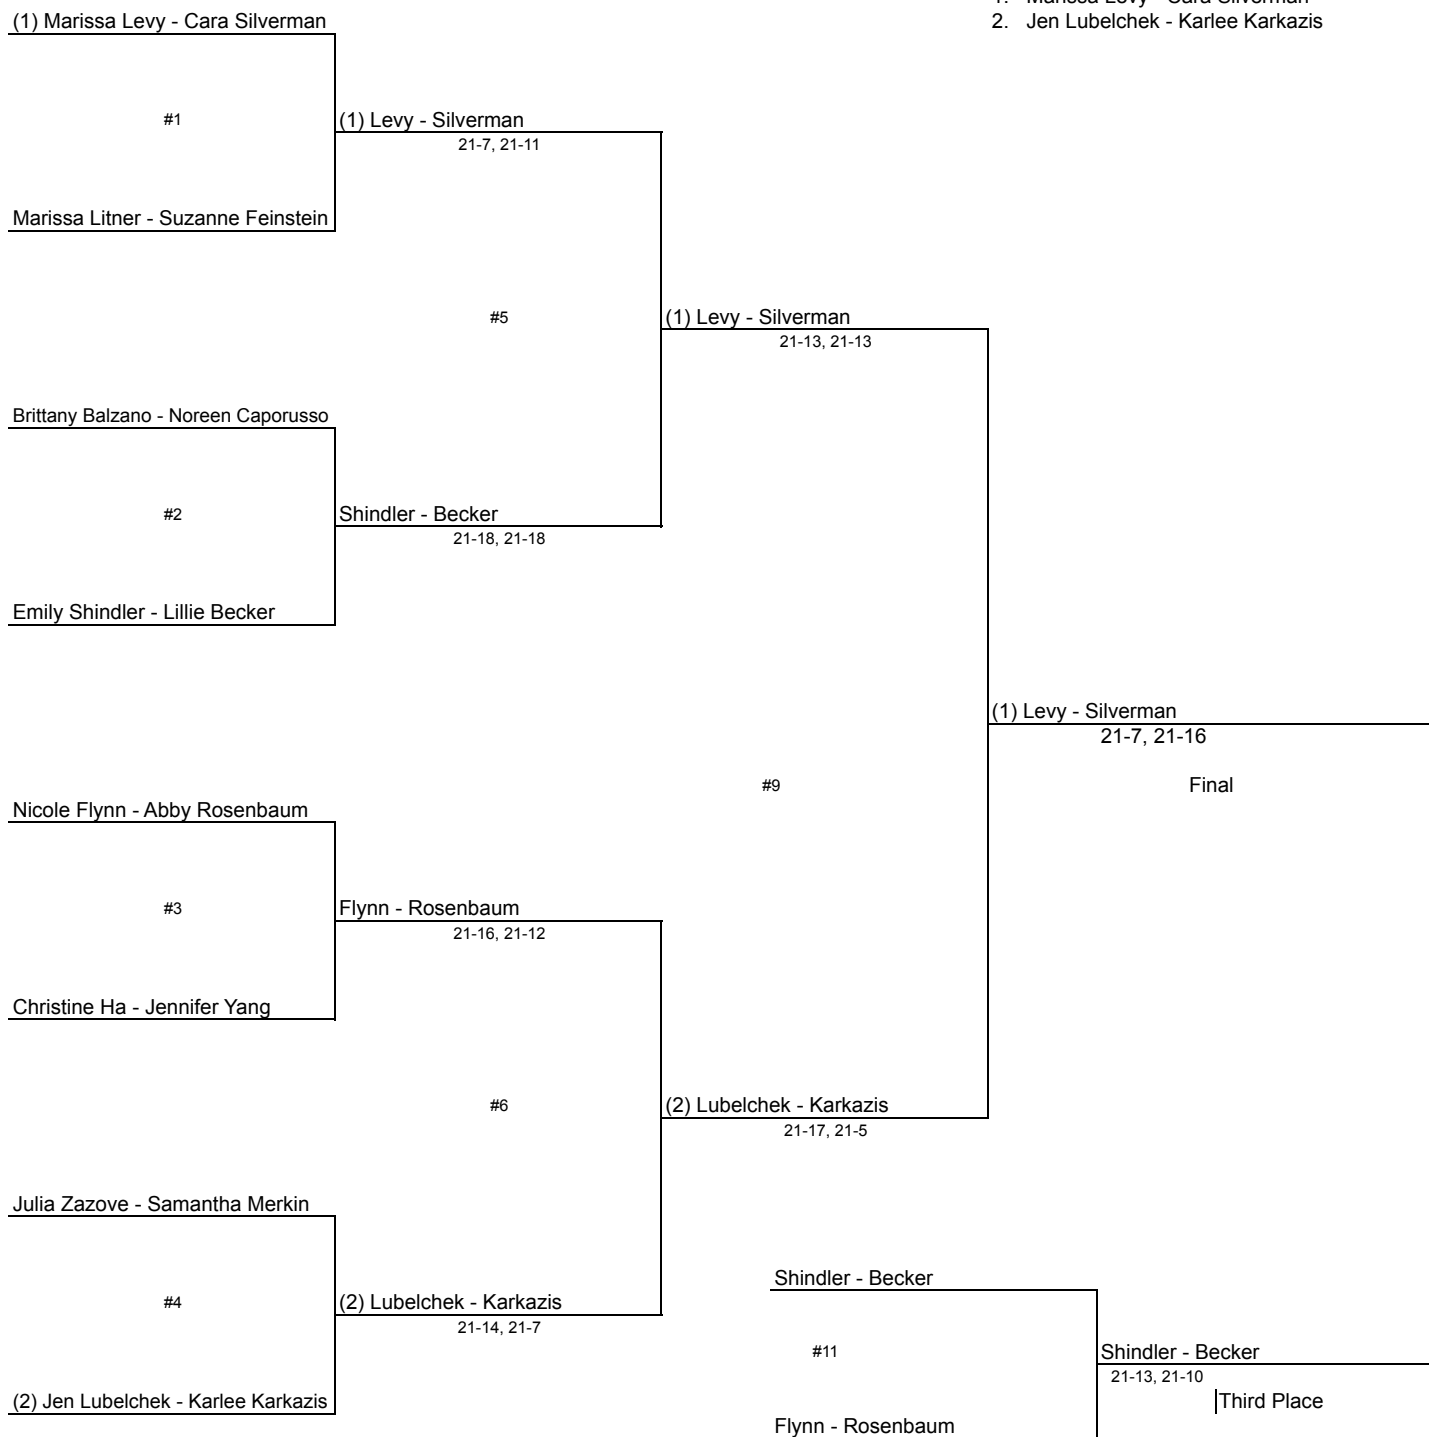 1. Marissa Levy - Cara Silverman
(1) Marissa Levy - Cara Silverman
2. Jen Lubelchek - Karlee Karkazis
#1
(1) Levy - Silverman
21-7, 21-11
Marissa Litner - Suzanne Feinstein
#5
(1) Levy - Silverman
21-13, 21-13
Brittany Balzano - Noreen Caporusso
#2
Shindler - Becker
21-18, 21-18
Emily Shindler - Lillie Becker
(1) Levy - Silverman
21-7, 21-16
#9
Final
Nicole Flynn - Abby Rosenbaum
#3
Flynn - Rosenbaum
21-16, 21-12
Christine Ha - Jennifer Yang
#6
(2) Lubelchek - Karkazis
21-17, 21-5
Julia Zazove - Samantha Merkin
Shindler - Becker
#4
(2) Lubelchek - Karkazis
21-14, 21-7
#11
Shindler - Becker
21-13, 21-10
(2) Jen Lubelchek - Karlee Karkazis
Third Place
Flynn - Rosenbaum